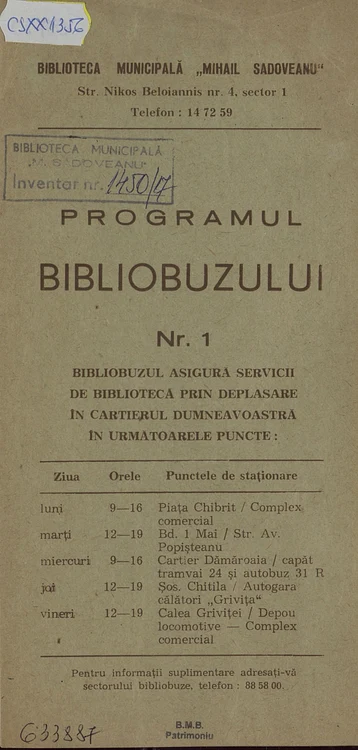 CSXX1356
BIBLIOTECA MUNICIPALĂ „MIHAIL SADOVEANU“
Str. Nikos Beloiannis nr. 4, sector 1
Telefon : 14 72 59
BIBLIOTECA MUNICIPALĂ
„M. SADOVEANU“
Inventar nr. 1450/17
PROGRAMUL
BIBLIOBUZULUI
Nr. 1
BIBLIOBUZUL ASIGURĂ SERVICII
DE BIBLIOTECĂ PRIN DEPLASARE
ÎN CARTIERUL DUMNEAVOASTRĂ
ÎN URMĂTOARELE PUNCTE :
Ziua Orele Punctele de staționare
luni 9—16 Piața Chibrit / Complex
comercial
marți 12—19 Bd. 1 Mai / Str. Av.
Popișteanu
miercuri 9—16 Cartier Dămăroaia / capăt
tramvai 24 și autobuz 31 R
joi 12—19 Șos. Chitila / Autogara
călători „Grivița“
vineri 12—19 Calea Griviței / Depou
locomotive — Complex
comercial
Pentru informații suplimentare adresați-vă
sectorului bibliobuze, telefon : 88 58 00.
633887
B.M.B.
Patrimoniu